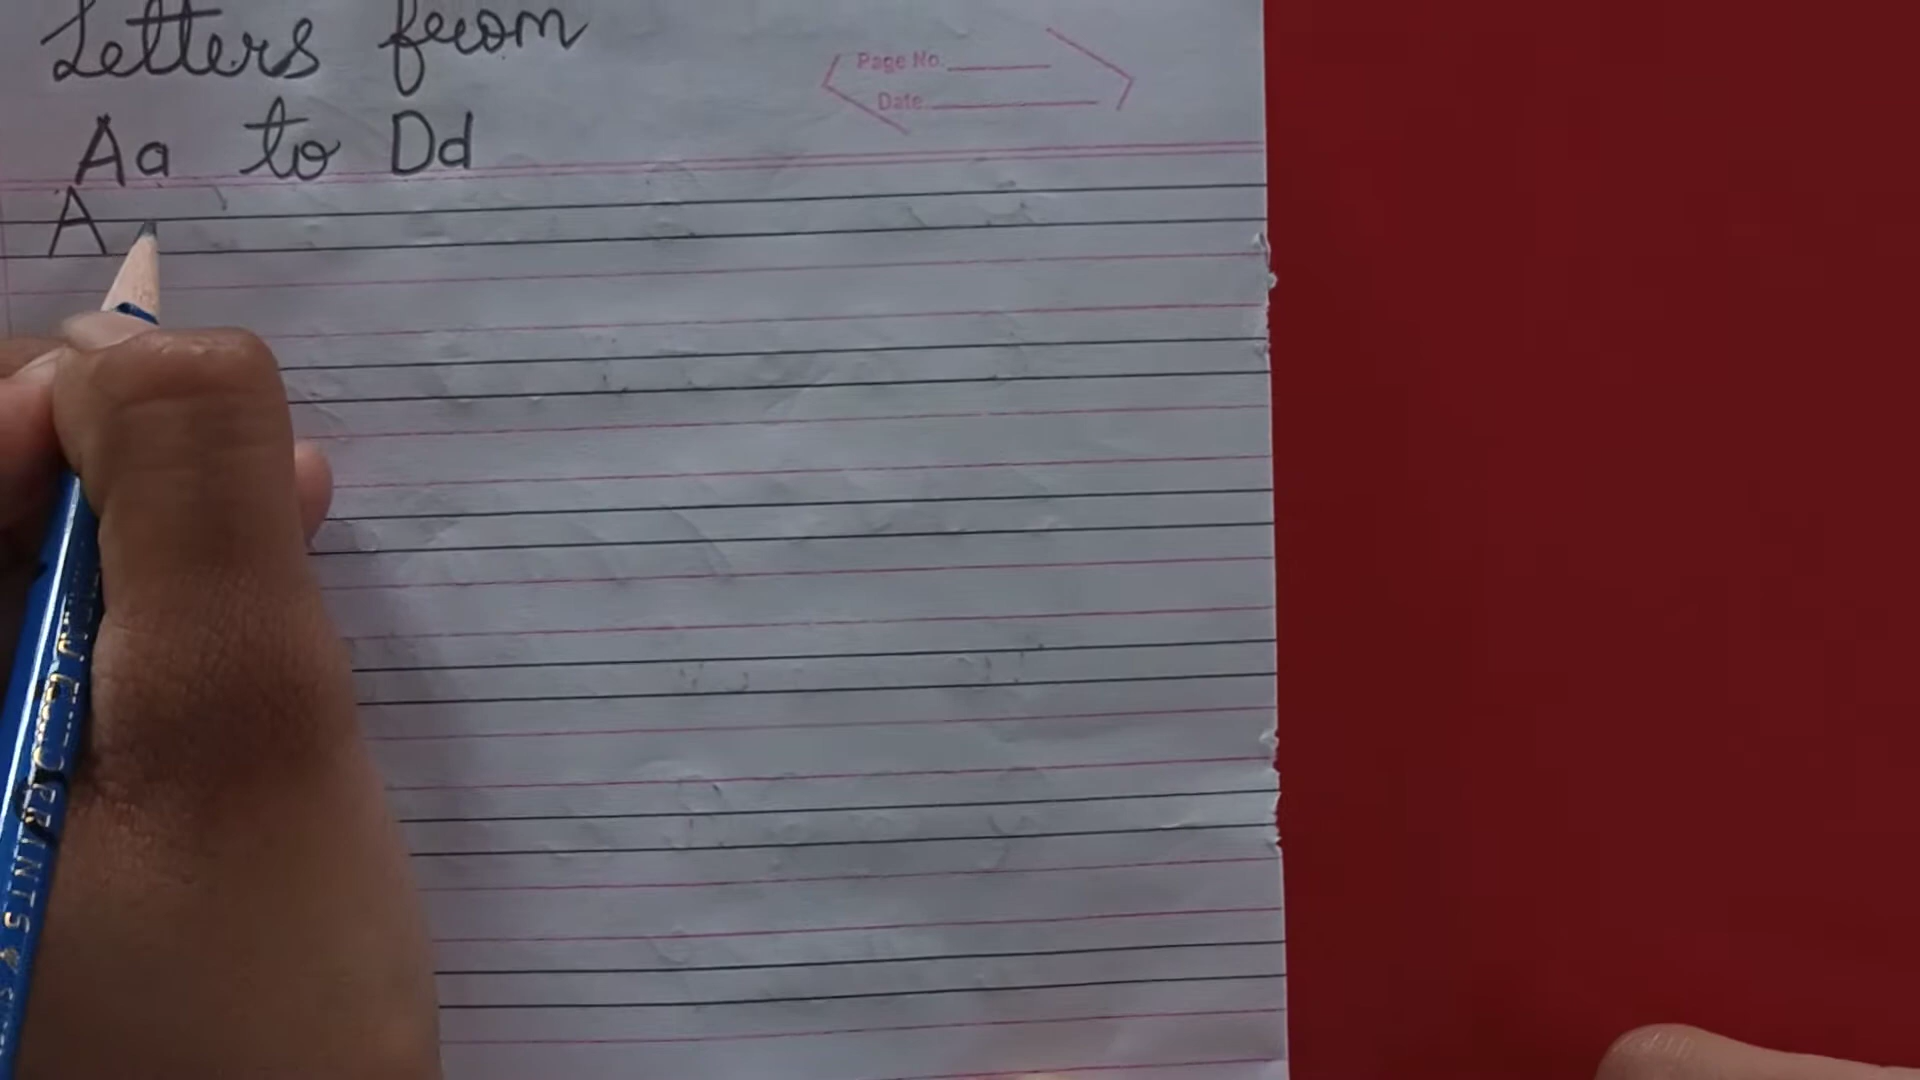 Letters from
Page No.
Date
Aa to Dd
A